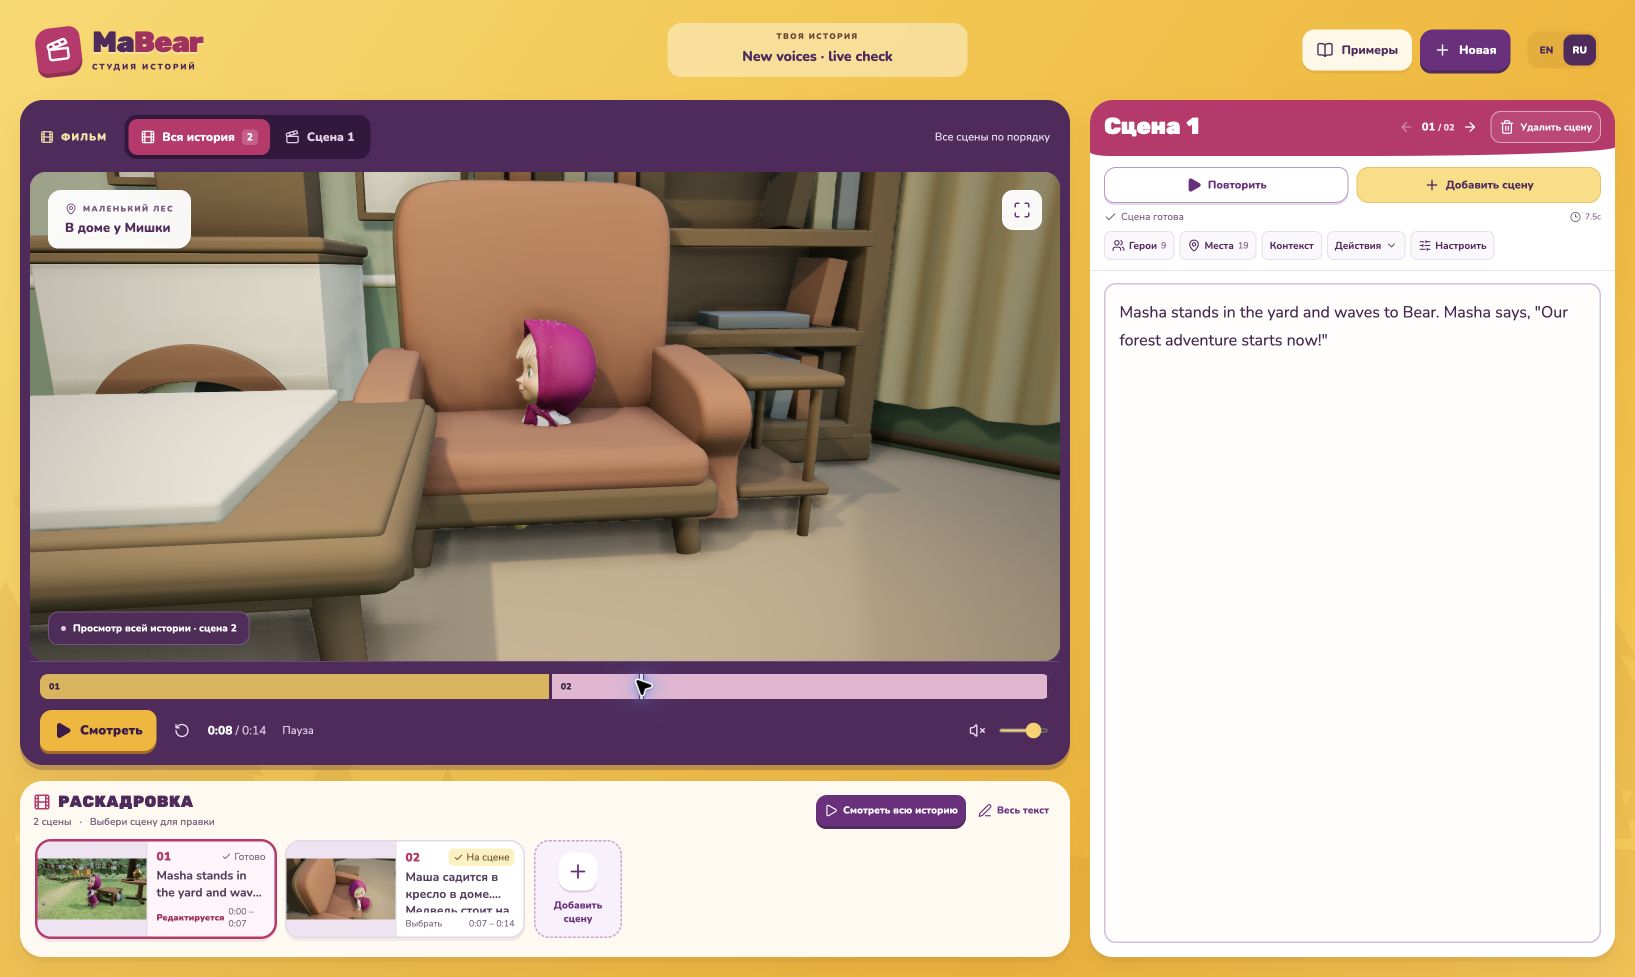 MaBear
СТУДИЯ ИСТОРИЙ
ТВОЯ ИСТОРИЯ
New voices · live check
Примеры
Новая
EN
RU
ФИЛЬМ
Вся история 2
Сцена 1
Все сцены по порядку
МАЛЕНЬКИЙ ЛЕС
В доме у Мишки
Просмотр всей истории · сцена 2
01
02
Смотреть
0:08 / 0:14
Пауза
РАСКАДРОВКА
2 сцены · Выбери сцену для правки
Смотреть всю историю
Весь текст
01
Готово
Masha stands in
the yard and wav...
Редактируется
0:00 –
0:07
02
На сцене
Маша садится в
кресло в доме....
Медведь стоит на
Выбрать
0:07 – 0:14
Добавить
сцену
Сцена 1
01 / 02
Удалить сцену
Повторить
Добавить сцену
Сцена готова
7.5с
Герои 9
Места 19
Контекст
Действия
Настроить
Masha stands in the yard and waves to Bear. Masha says, "Our
forest adventure starts now!"